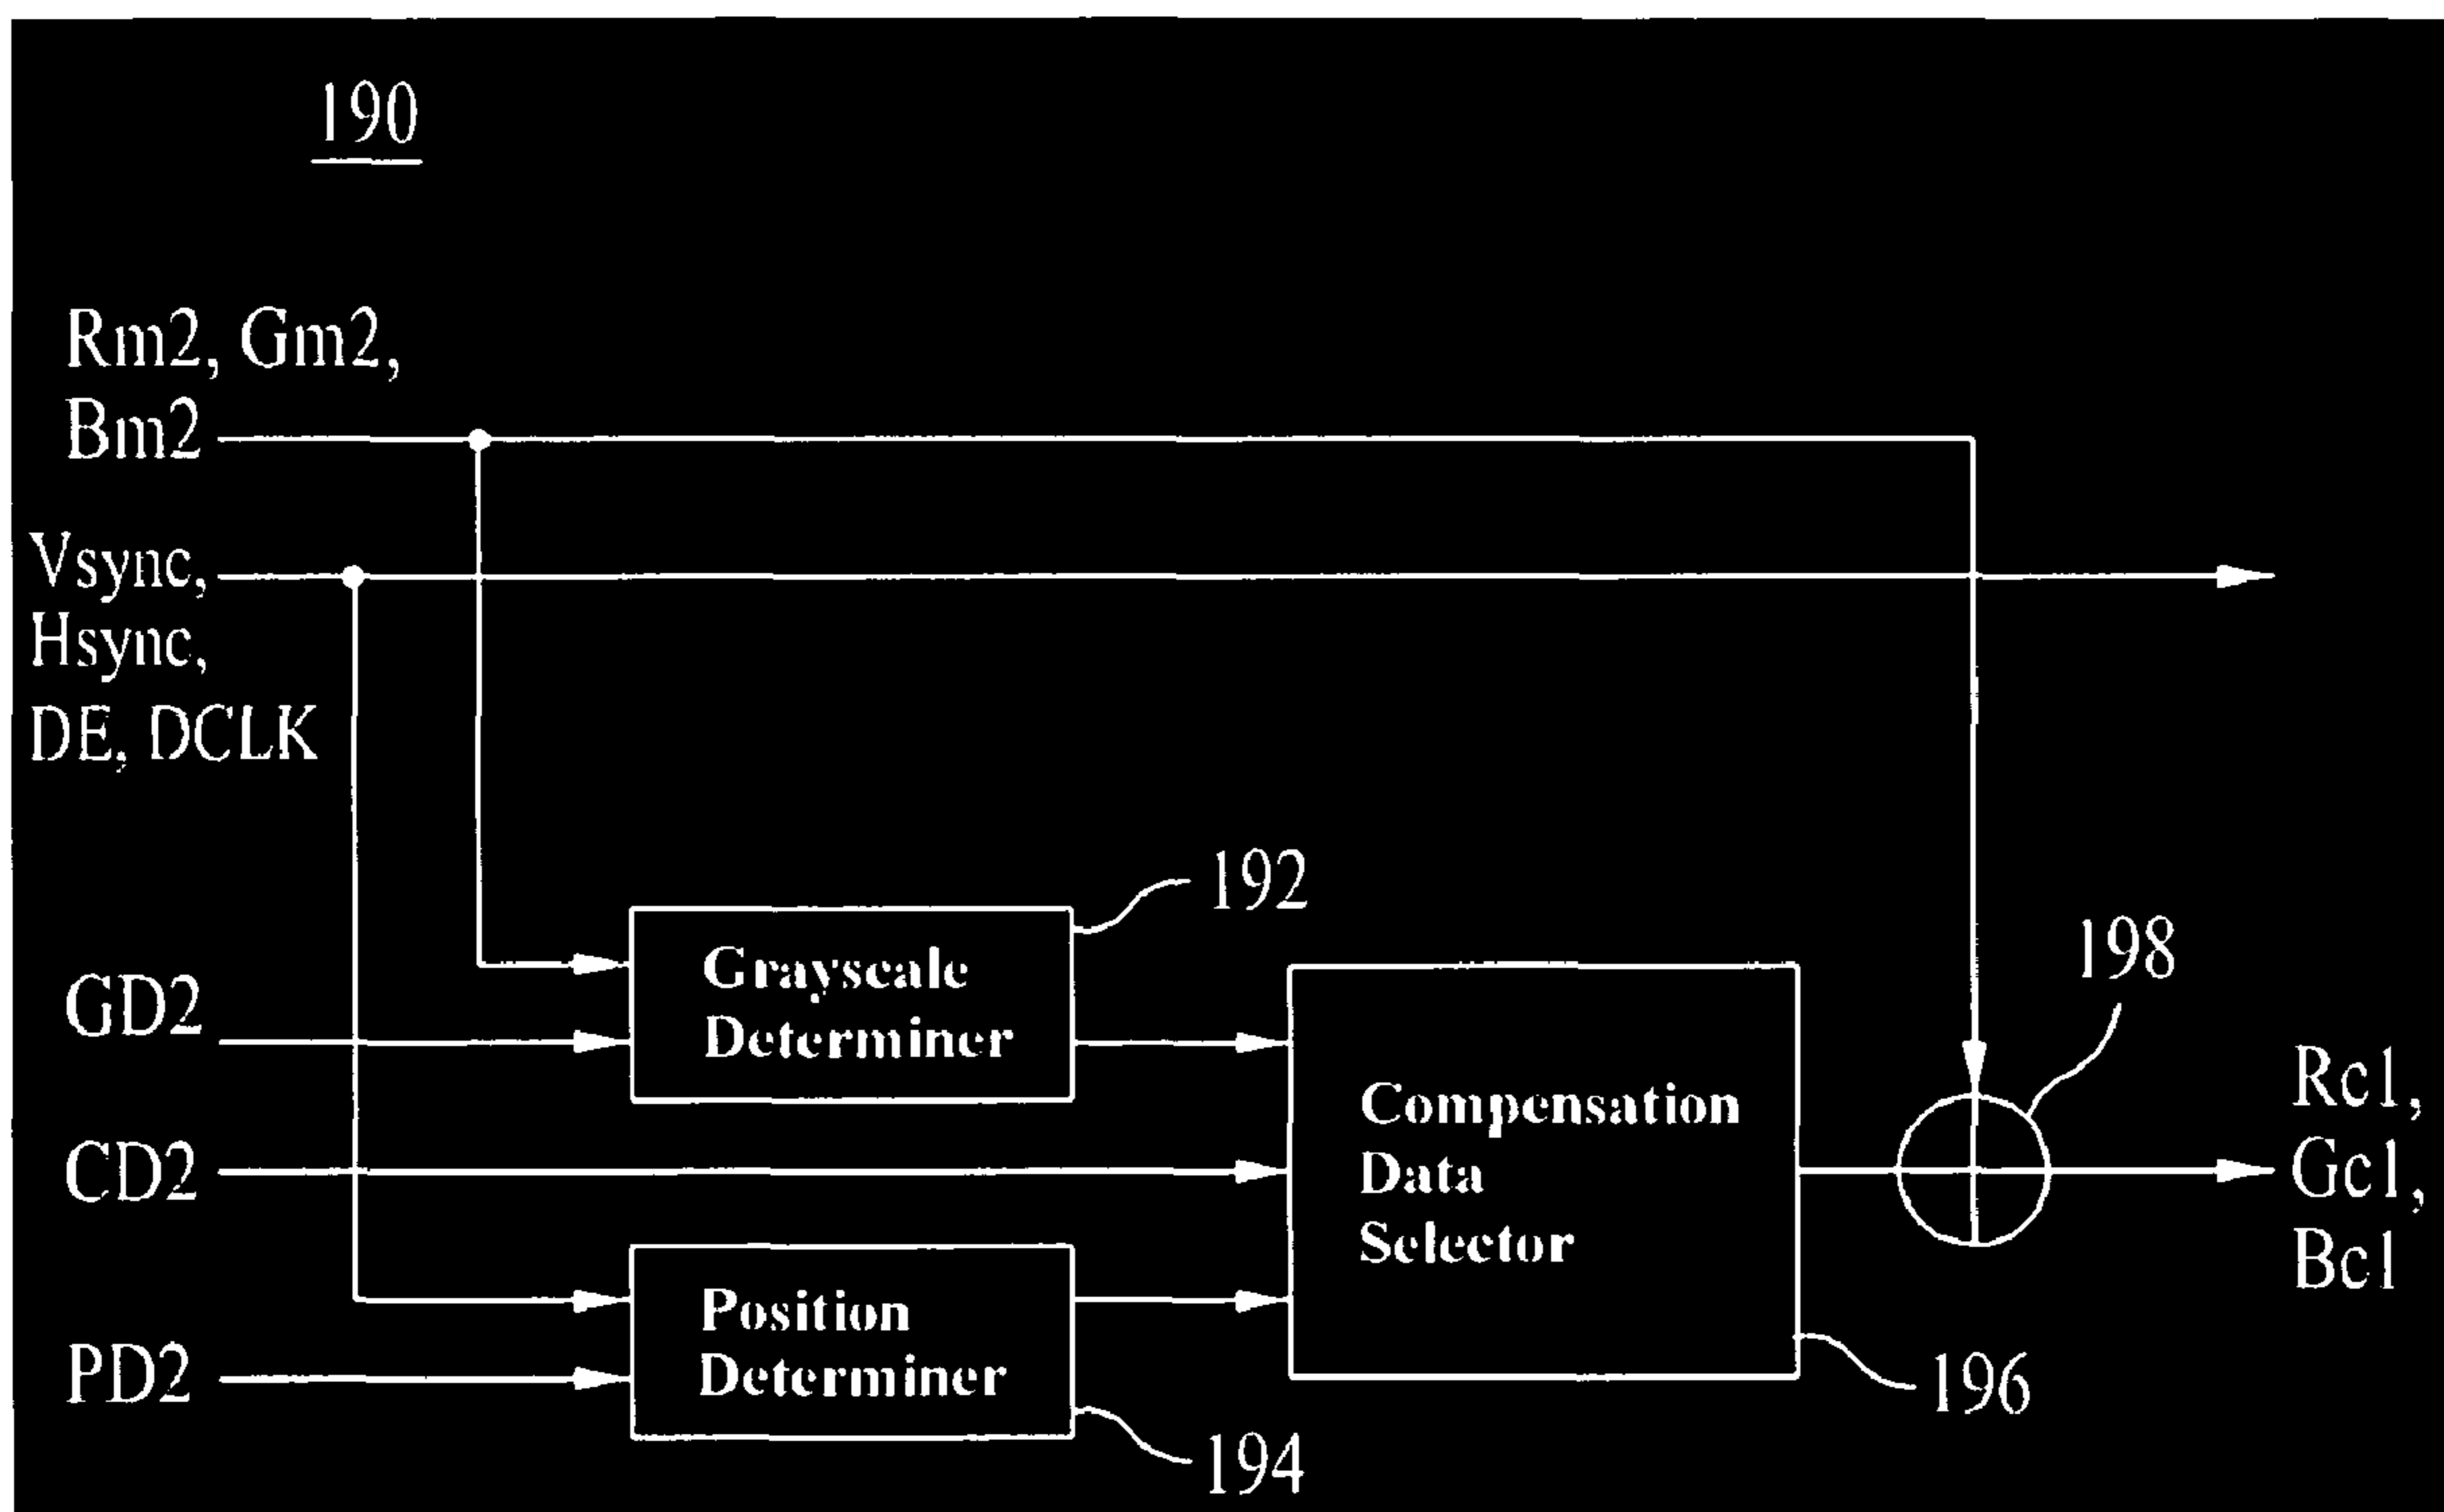 190
Rm2, Gm2,
Bm2
Vsync,
Hsync,
DE, DCLK
192
Grayscale
Determiner
GD2
198
Compensation
Data
Selector
CD2
Rc1,
Gc1,
Bc1
Position
Determiner
PD2
196
194